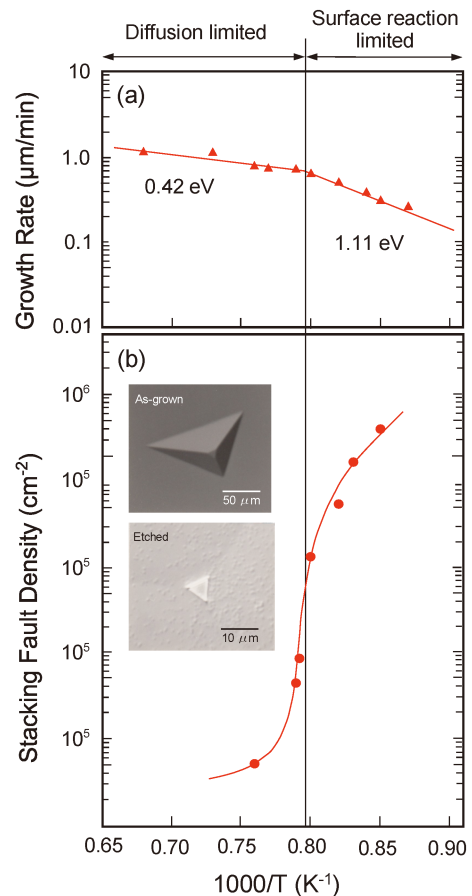 Diffusion limited
Surface reaction
limited
(a)
10
1.0
0.1
0.01
Growth Rate (μm/min)
0.42 eV
1.11 eV
(b)
10⁶
10⁵
10⁵
10⁵
10⁵
Stacking Fault Density (cm⁻²)
As-grown
50 μm
Etched
10 μm
0.65
0.70
0.75
0.80
0.85
0.90
1000/T (K⁻¹)